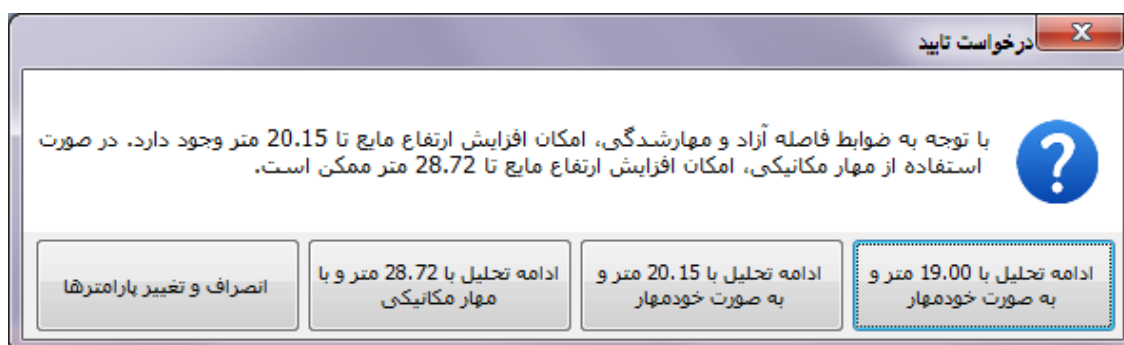 درخواست تایید
با توجه به ضوابط فاصله آزاد و مهارشدگی، امکان افزایش ارتفاع مایع تا 20.15 متر وجود دارد. در صورت
استفاده از مهار مکانیکی، امکان افزایش ارتفاع مایع تا 28.72 متر ممکن است.
ادامه تحلیل با 19.00 متر و
به صورت خودمهار
ادامه تحلیل با 20.15 متر و
به صورت خودمهار
ادامه تحلیل با 28.72 متر و با
مهار مکانیکی
انصراف و تغییر پارامترها